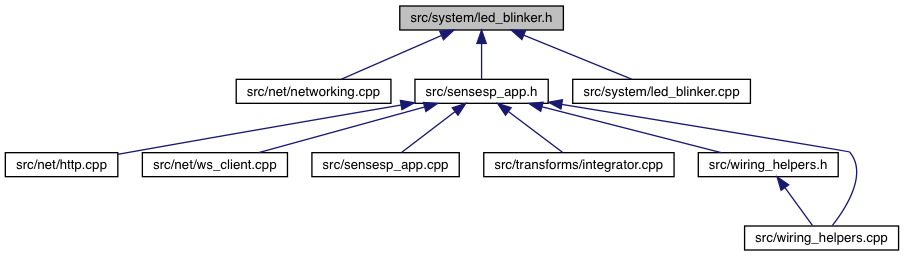 src/system/led_blinker.h
src/net/networking.cpp
src/sensesp_app.h
src/system/led_blinker.cpp
src/net/http.cpp
src/net/ws_client.cpp
src/sensesp_app.cpp
src/transforms/integrator.cpp
src/wiring_helpers.h
src/wiring_helpers.cpp